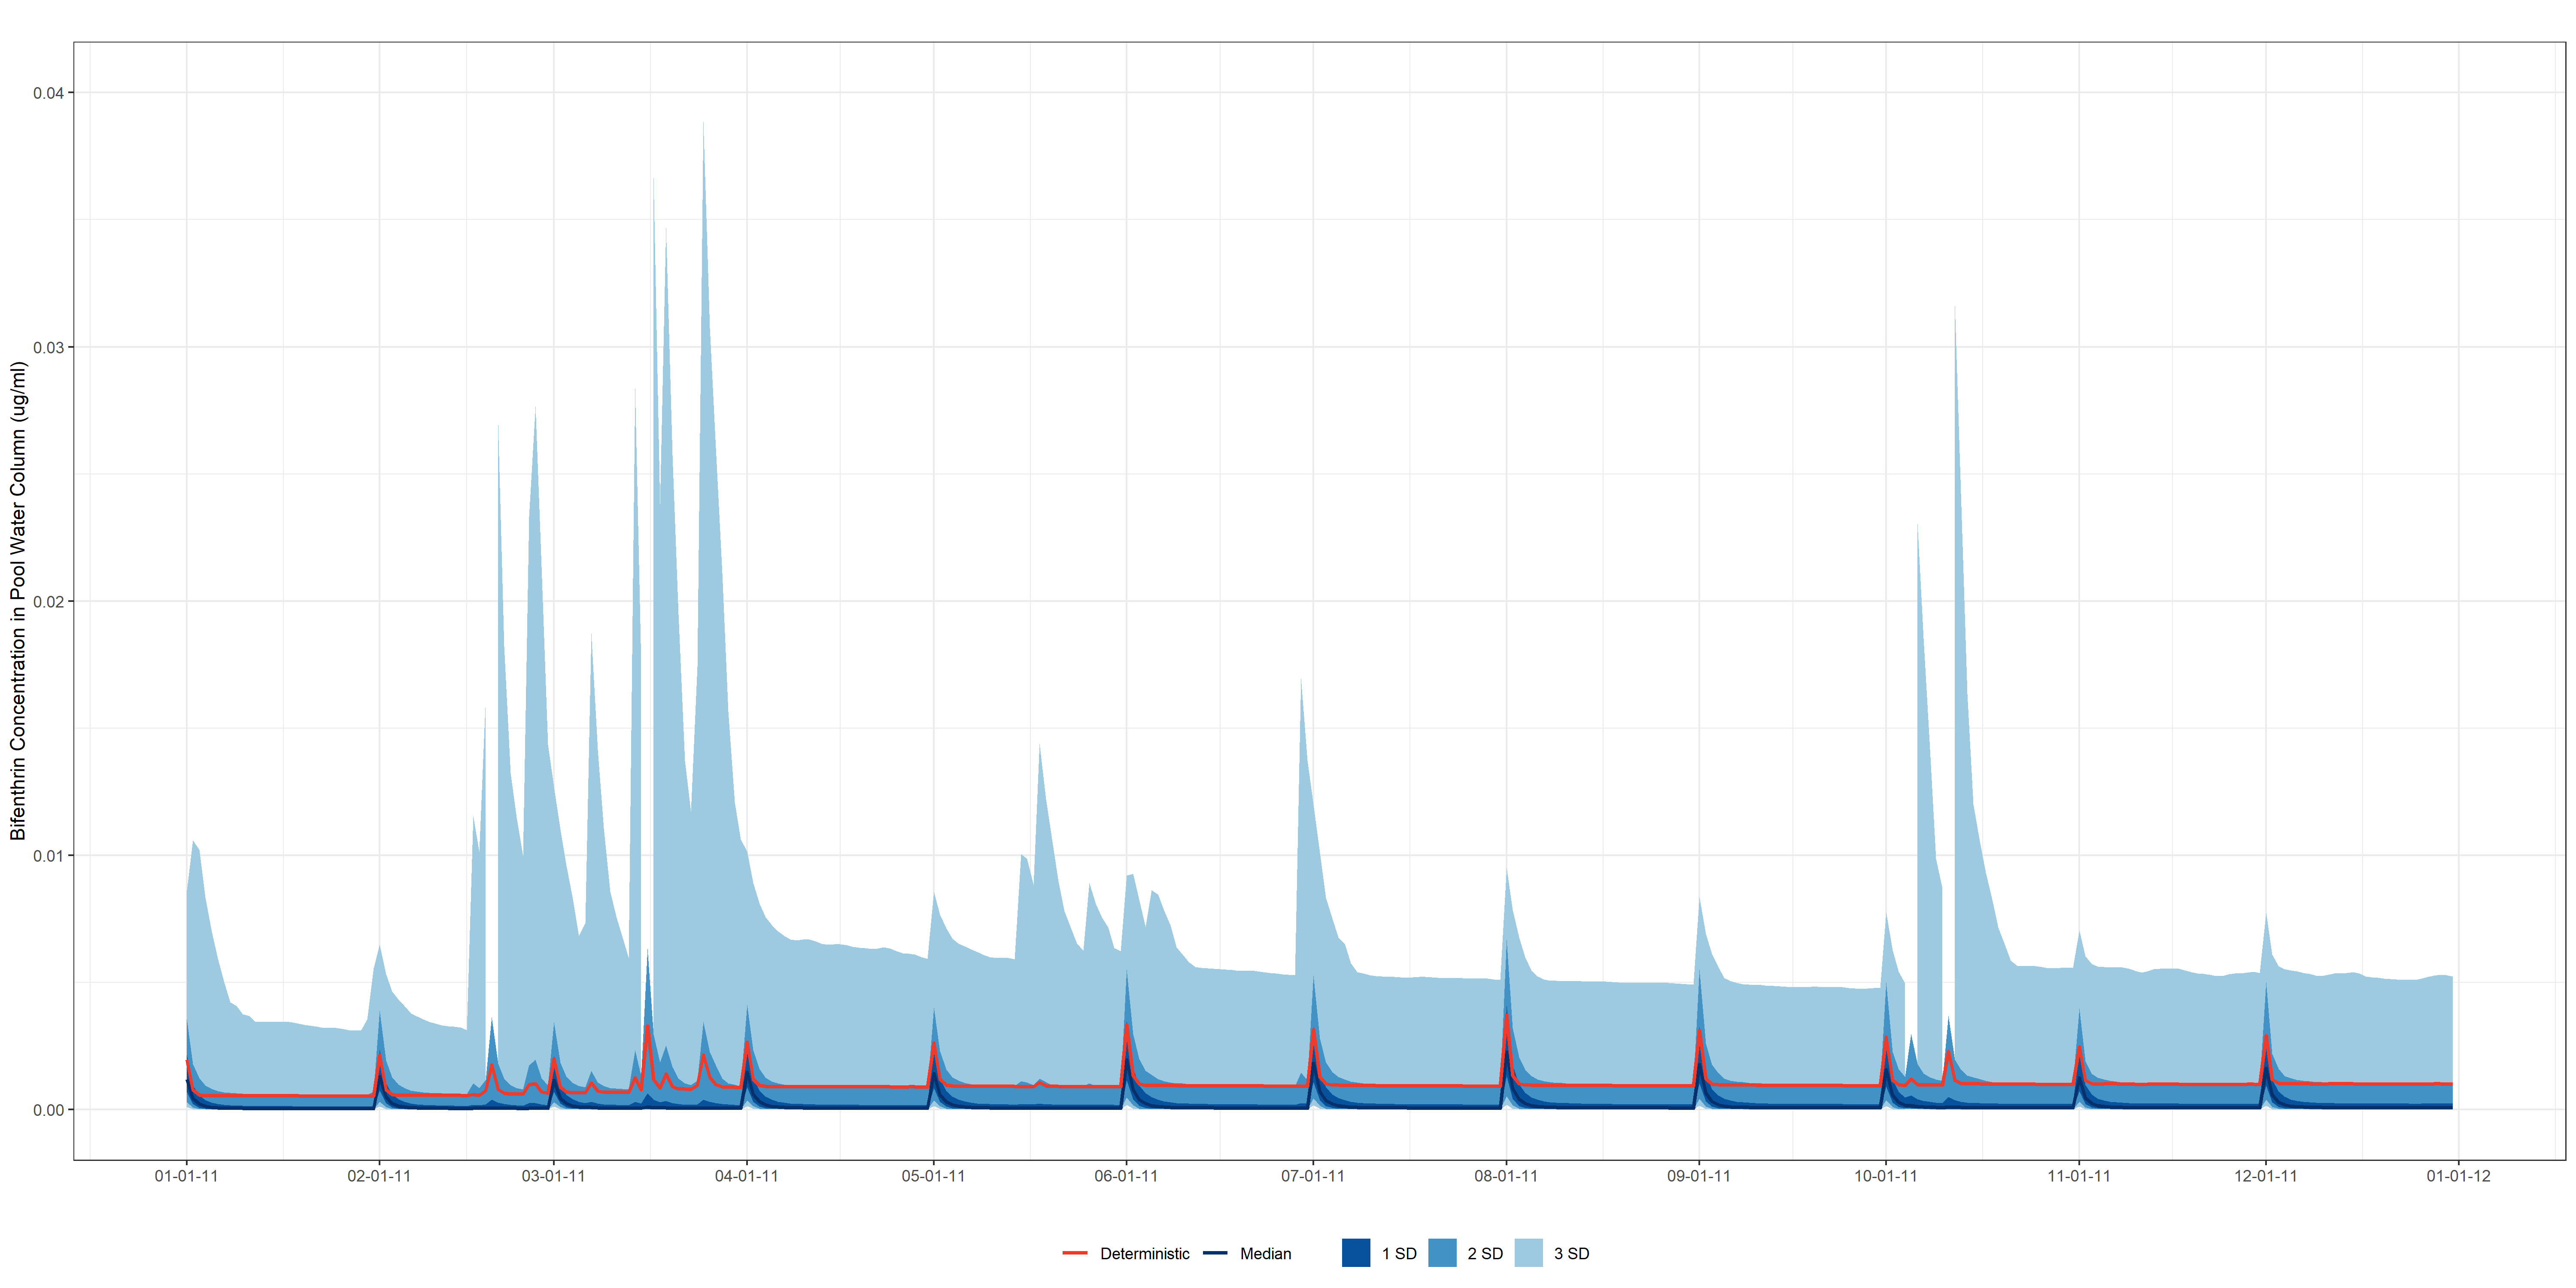 Bifenthrin Concentration in Pool Water Column (ug/ml)
0.04
0.03
0.02
0.01
0.00
01-01-11 02-01-11 03-01-11 04-01-11 05-01-11 06-01-11 07-01-11 08-01-11 09-01-11 10-01-11 11-01-11 12-01-11 01-01-12
Deterministic Median 1 SD 2 SD 3 SD